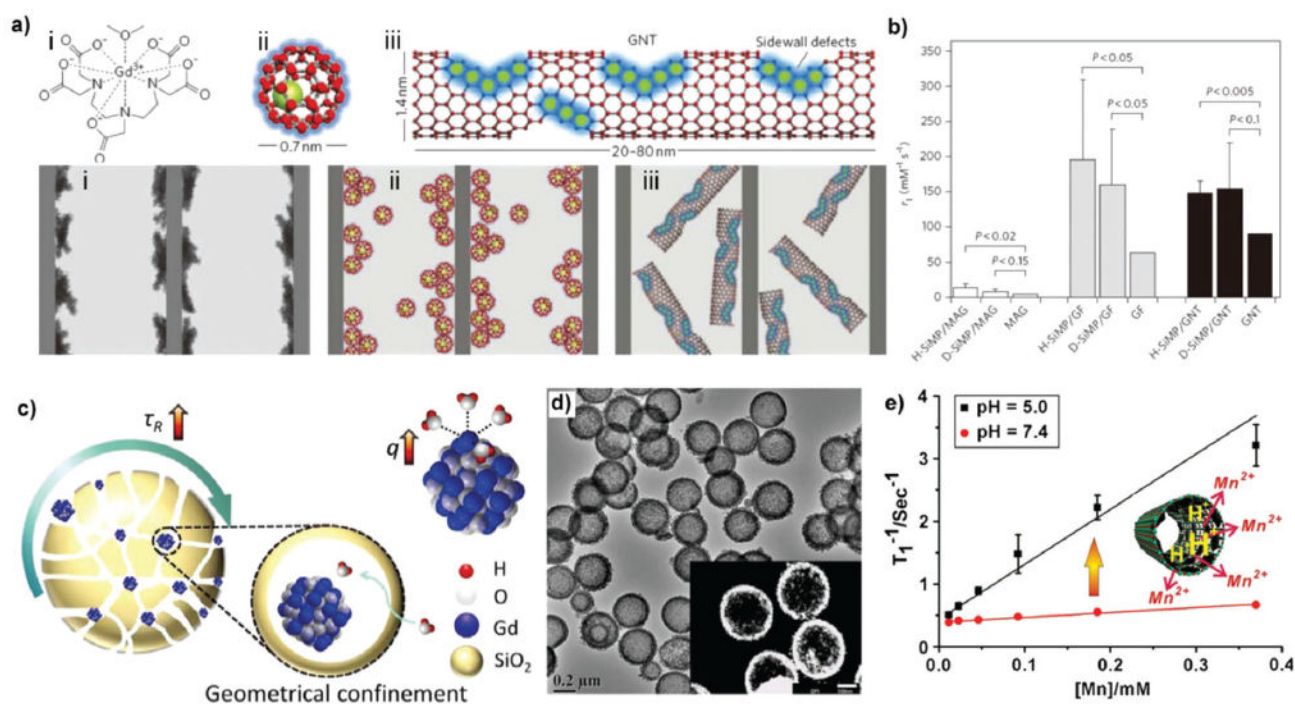 a)
i
O
O⁻
O
O⁻
O
O⁻
O
O⁻
O
O⁻
O
Gd³⁺
N
N
N
ii
0.7 nm
iii
GNT
Sidewall defects
1.4 nm
20–80 nm
i
ii
iii
b)
350
300
250
200
150
100
50
0
r₁ (mM⁻¹ s⁻¹)
P<0.02
P<0.15
P<0.05
P<0.05
P<0.005
P<0.1
H-SiMP/MAG
D-SiMP/MAG
MAG
H-SiMP/GF
D-SiMP/GF
GF
H-SiMP/GNT
D-SiMP/GNT
GNT
c)
τR
q
H
O
Gd
SiO₂
Geometrical confinement
d)
0.2 µm
e)
pH = 5.0
pH = 7.4
T₁⁻¹/Sec⁻¹
4
3
2
1
0
Mn²⁺
Mn²⁺
Mn²⁺
Mn²⁺
Mn²⁺
H
H
H
0.0
0.1
0.2
0.3
0.4
[Mn]/mM